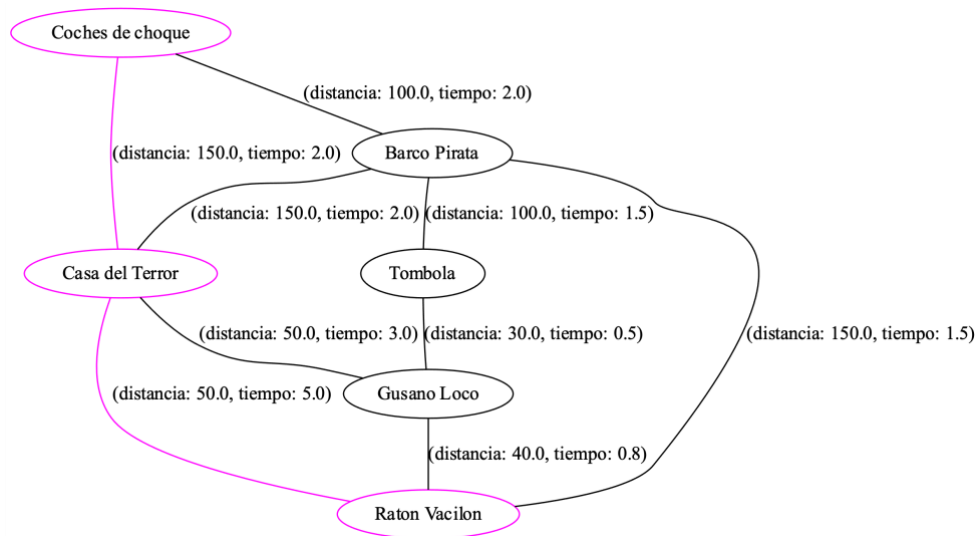 Coches de choque
(distancia: 100.0, tiempo: 2.0)
(distancia: 150.0, tiempo: 2.0)
Barco Pirata
(distancia: 150.0, tiempo: 2.0)
(distancia: 100.0, tiempo: 1.5)
Casa del Terror
Tombola
(distancia: 50.0, tiempo: 3.0)
(distancia: 30.0, tiempo: 0.5)
(distancia: 150.0, tiempo: 1.5)
(distancia: 50.0, tiempo: 5.0)
Gusano Loco
(distancia: 40.0, tiempo: 0.8)
Raton Vacilon